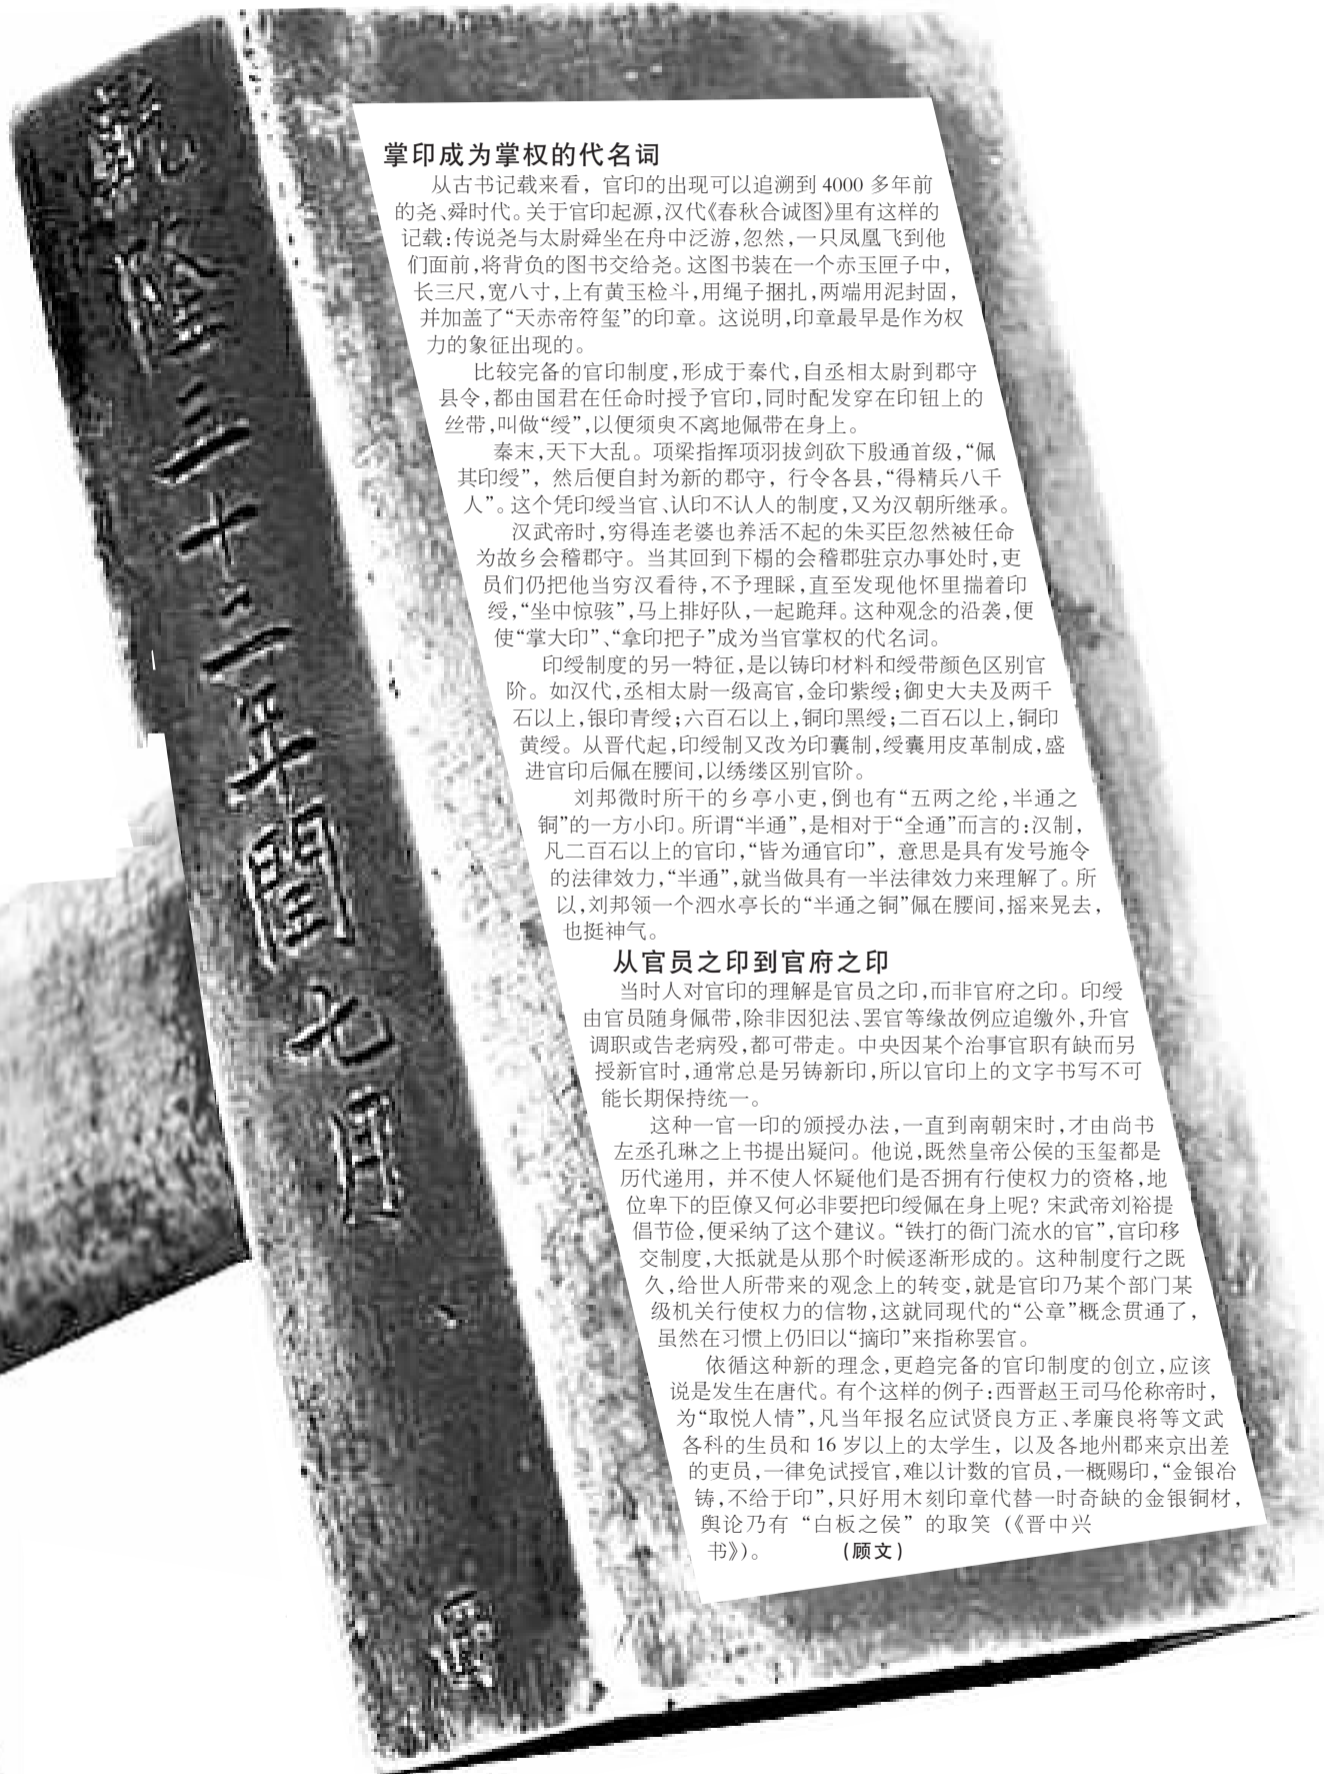 乾隆三十三年閏七月
掌印成为掌权的代名词
从古书记载来看，官印的出现可以追溯到 4000 多年前
的尧、舜时代。关于官印起源，汉代《春秋合诚图》里有这样的
记载：传说尧与太尉舜坐在舟中泛游，忽然，一只凤凰飞到他
们面前，将背负的图书交给尧。这图书装在一个赤玉匣子中，
长三尺，宽八寸，上有黄玉检斗，用绳子捆扎，两端用泥封固，
并加盖了“天赤帝符玺”的印章。这说明，印章最早是作为权
力的象征出现的。
比较完备的官印制度，形成于秦代，自丞相太尉到郡守
县令，都由国君在任命时授予官印，同时配发穿在印钮上的
丝带，叫做“绶”，以便须臾不离地佩带在身上。
秦末，天下大乱。项梁指挥项羽拔剑砍下殷通首级，“佩
其印绶”，然后便自封为新的郡守，行令各县，“得精兵八千
人”。这个凭印绶当官、认印不认人的制度，又为汉朝所继承。
汉武帝时，穷得连老婆也养活不起的朱买臣忽然被任命
为故乡会稽郡守。当其回到下榻的会稽郡驻京办事处时，吏
员们仍把他当穷汉看待，不予理睬，直至发现他怀里揣着印
绶，“坐中惊骇”，马上排好队，一起跪拜。这种观念的沿袭，便
使“掌大印”、“拿印把子”成为当官掌权的代名词。
印绶制度的另一特征，是以铸印材料和绶带颜色区别官
阶。如汉代，丞相太尉一级高官，金印紫绶；御史大夫及两千
石以上，银印青绶；六百石以上，铜印黑绶；二百石以上，铜印
黄绶。从晋代起，印绶制又改为印囊制，绶囊用皮革制成，盛
进官印后佩在腰间，以绣缕区别官阶。
刘邦微时所干的乡亭小吏，倒也有“五两之纶，半通之
铜”的一方小印。所谓“半通”，是相对于“全通”而言的：汉制，
凡二百石以上的官印，“皆为通官印”，意思是具有发号施令
的法律效力，“半通”，就当做具有一半法律效力来理解了。所
以，刘邦领一个泗水亭长的“半通之铜”佩在腰间，摇来晃去，
也挺神气。
从官员之印到官府之印
当时人对官印的理解是官员之印，而非官府之印。印绶
由官员随身佩带，除非因犯法、罢官等缘故例应追缴外，升官
调职或告老病殁，都可带走。中央因某个治事官职有缺而另
授新官时，通常总是另铸新印，所以官印上的文字书写不可
能长期保持统一。
这种一官一印的颁授办法，一直到南朝宋时，才由尚书
左丞孔琳之上书提出疑问。他说，既然皇帝公侯的玉玺都是
历代递用，并不使人怀疑他们是否拥有行使权力的资格，地
位卑下的臣僚又何必非要把印绶佩在身上呢？宋武帝刘裕提
倡节俭，便采纳了这个建议。“铁打的衙门流水的官”，官印移
交制度，大抵就是从那个时候逐渐形成的。这种制度行之既
久，给世人所带来的观念上的转变，就是官印乃某个部门某
级机关行使权力的信物，这就同现代的“公章”概念贯通了，
虽然在习惯上仍旧以“摘印”来指称罢官。
依循这种新的理念，更趋完备的官印制度的创立，应该
说是发生在唐代。有个这样的例子：西晋赵王司马伦称帝时，
为“取悦人情”，凡当年报名应试贤良方正、孝廉良将等文武
各科的生员和 16 岁以上的太学生，以及各地州郡来京出差
的吏员，一律免试授官，难以计数的官员，一概赐印，“金银冶
铸，不给于印”，只好用木刻印章代替一时奇缺的金银铜材，
舆论乃有“白板之侯”的取笑（《晋中兴
书》）。　　（顾文）